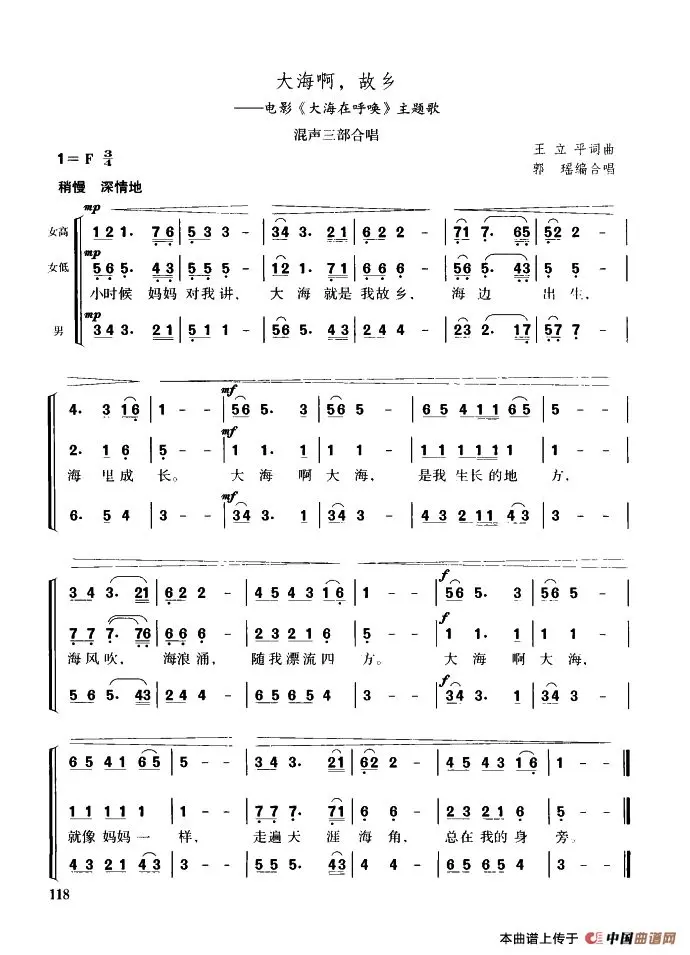 大海啊，故乡
——电影《大海在呼唤》主题歌
混声三部合唱
1= F 3/4
王 立 平词曲
郭 瑶编合唱
稍慢 深情地
mp
女高 1 2 1· 7 6 | 5 3 3 - | 3 4 3· 2 1 | 6 2 2 - | 7 1 7· 6 5 | 5 2 2 - |
mp
女低 5 6 5· 4 3 | 5 5 5 - | 1 2 1· 7 1 | 6 6 6 - | 5 6 5· 4 3 | 5 5 - |
小时候 妈妈 对我讲， 大 海 就是 我故乡， 海 边 出 生，
mp
男 3 4 3· 2 1 | 5 1 1 - | 5 6 5· 4 3 | 2 4 4 - | 2 3 2· 1 7 | 5 7 7 - |
mf
4· 3 1 6 | 1 - - | 5 6 5· 3 | 5 6 5 - | 6 5 4 1 1 6 5 | 5 - - |
mf
2· 1 6 | 5 - - | 1 1· 1 | 1 1 - | 1 1 1 1 1 1 | 1 - - |
海 里 成 长。 大 海 啊 大 海， 是我 生 长 的 地 方，
mf
6· 5 4 | 3 - - | 3 4 3· 1 | 3 4 3 - | 4 3 2 1 1 4 3 | 3 - - |
3 4 3· 2 1 | 6 2 2 - | 4 5 4 3 1 6 | 1 - - | f 5 6 5· 3 | 5 6 5 - |
7 7 7· 7 6 | 6 6 6 - | 2 3 2 1 6 | 5 - - | f 1 1· 1 | 1 1 - |
海 风 吹， 海 浪 涌， 随 我 漂 流 四 方。 大 海 啊 大 海，
5 6 5· 4 3 | 2 4 4 - | 6 5 6 5 4 | 3 - - | f 3 4 3· 1 | 3 4 3 - |
6 5 4 1 6 5 | 5 - - | 3 4 3· 2 1 | 6 2 2 - | 4 5 4 3 1 6 | 1 - - ‖
1 1 1 1 1 | 1 - - | 7 7 7· 7 1 | 6 6 - | 2 3 2 1 6 | 5 - - ‖
就像 妈妈 一 样， 走 遍 天 涯 海 角， 总 在 我 的 身 旁。
4 3 2 1 4 3 | 3 - - | 5 5 5· 4 3 | 4 4 - | 6 5 6 5 4 | 3 - - ‖
118
本曲谱上传于 中国曲谱网